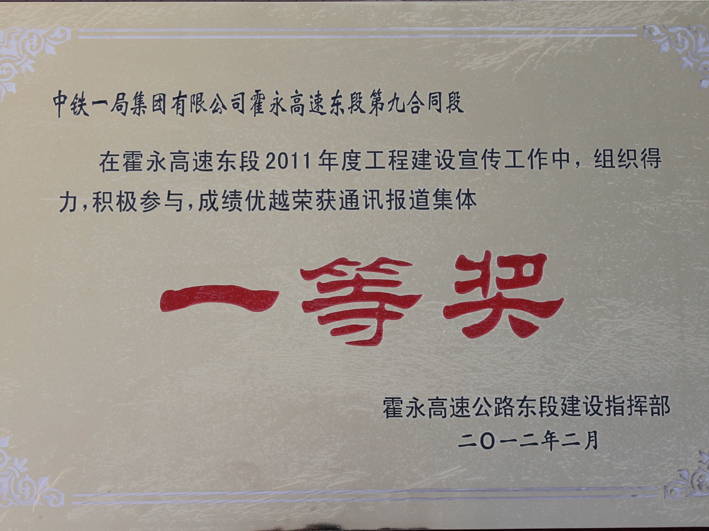 中铁一局集团有限公司霍永高速东段第九合同段
在霍永高速东段2011年度工程建设宣传工作中，组织得
力，积极参与，成绩优越荣获通讯报道集体
一等奖
霍永高速公路东段建设指挥部
二〇一二年二月